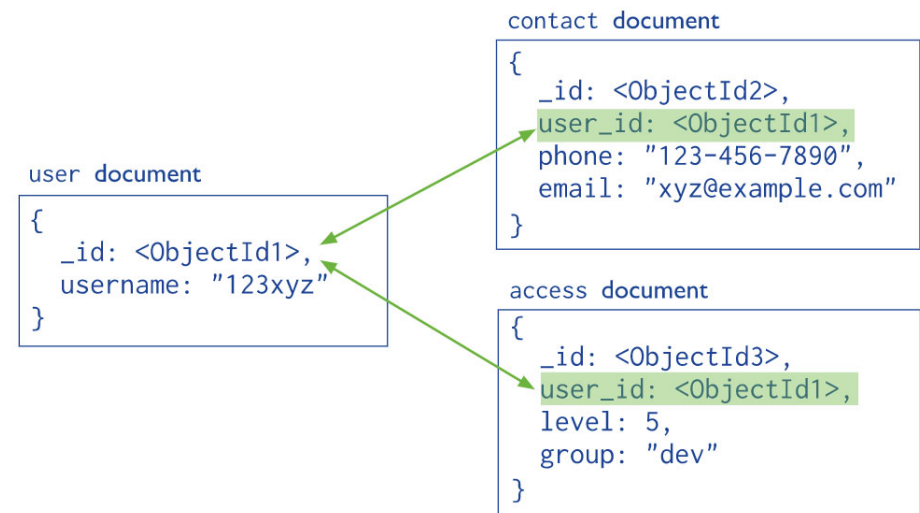 contact document
{
_id: <ObjectId2>,
user_id: <ObjectId1>,
phone: "123-456-7890",
email: "xyz@example.com"
}
user document
{
_id: <ObjectId1>,
username: "123xyz"
}
access document
{
_id: <ObjectId3>,
user_id: <ObjectId1>,
level: 5,
group: "dev"
}